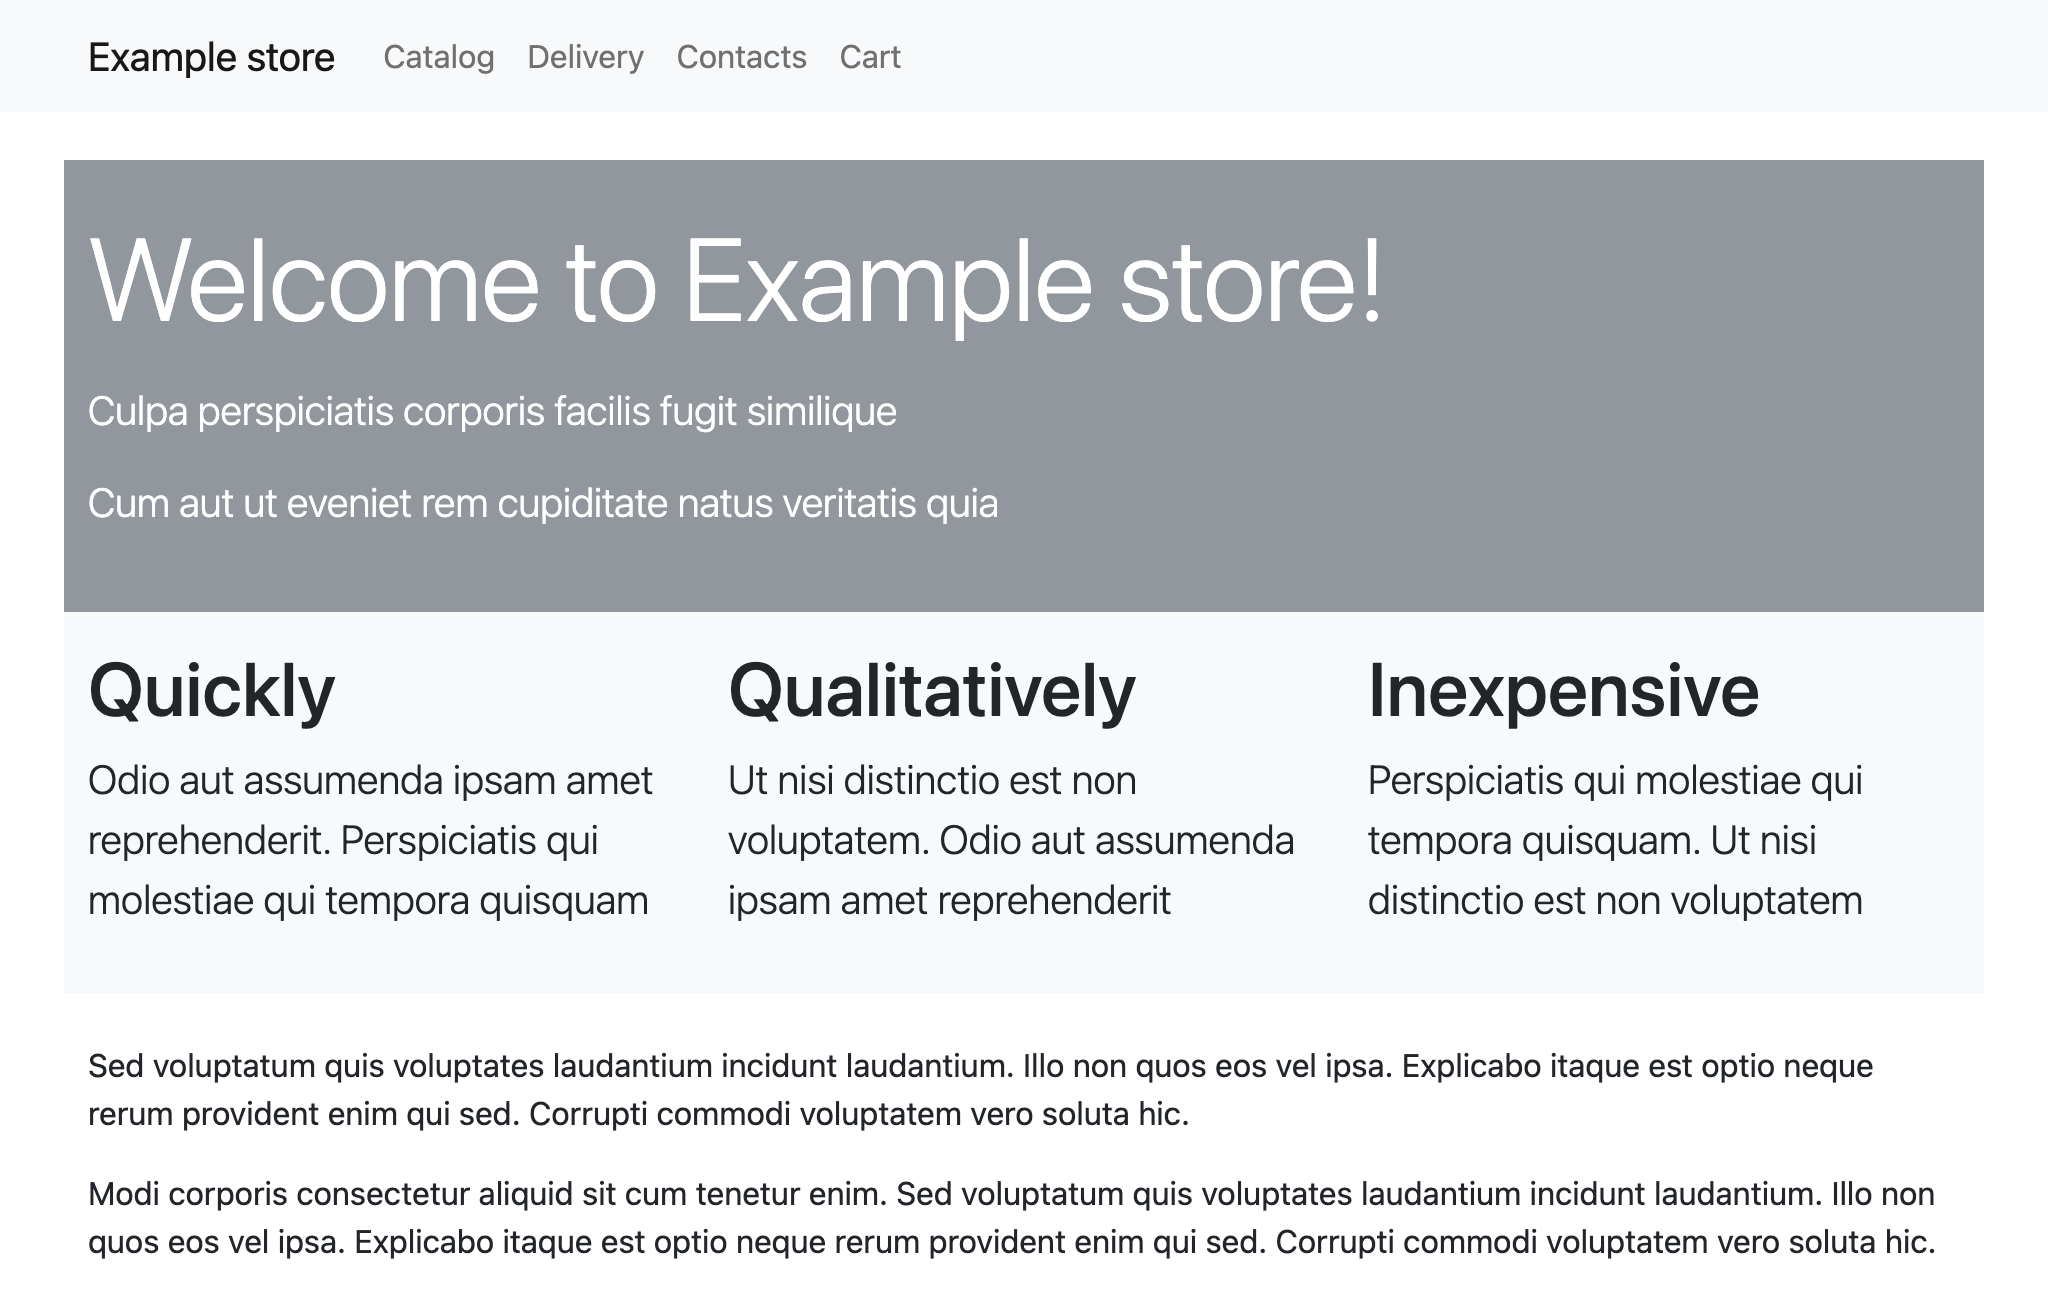 Example store
Catalog Delivery Contacts Cart
Welcome to Example store!
Culpa perspiciatis corporis facilis fugit similique
Cum aut ut eveniet rem cupiditate natus veritatis quia
Quickly
Odio aut assumenda ipsam amet
reprehenderit. Perspiciatis qui
molestiae qui tempora quisquam
Qualitatively
Ut nisi distinctio est non
voluptatem. Odio aut assumenda
ipsam amet reprehenderit
Inexpensive
Perspiciatis qui molestiae qui
tempora quisquam. Ut nisi
distinctio est non voluptatem
Sed voluptatum quis voluptates laudantium incidunt laudantium. Illo non quos eos vel ipsa. Explicabo itaque est optio neque
rerum provident enim qui sed. Corrupti commodi voluptatem vero soluta hic.
Modi corporis consectetur aliquid sit cum tenetur enim. Sed voluptatum quis voluptates laudantium incidunt laudantium. Illo non
quos eos vel ipsa. Explicabo itaque est optio neque rerum provident enim qui sed. Corrupti commodi voluptatem vero soluta hic.